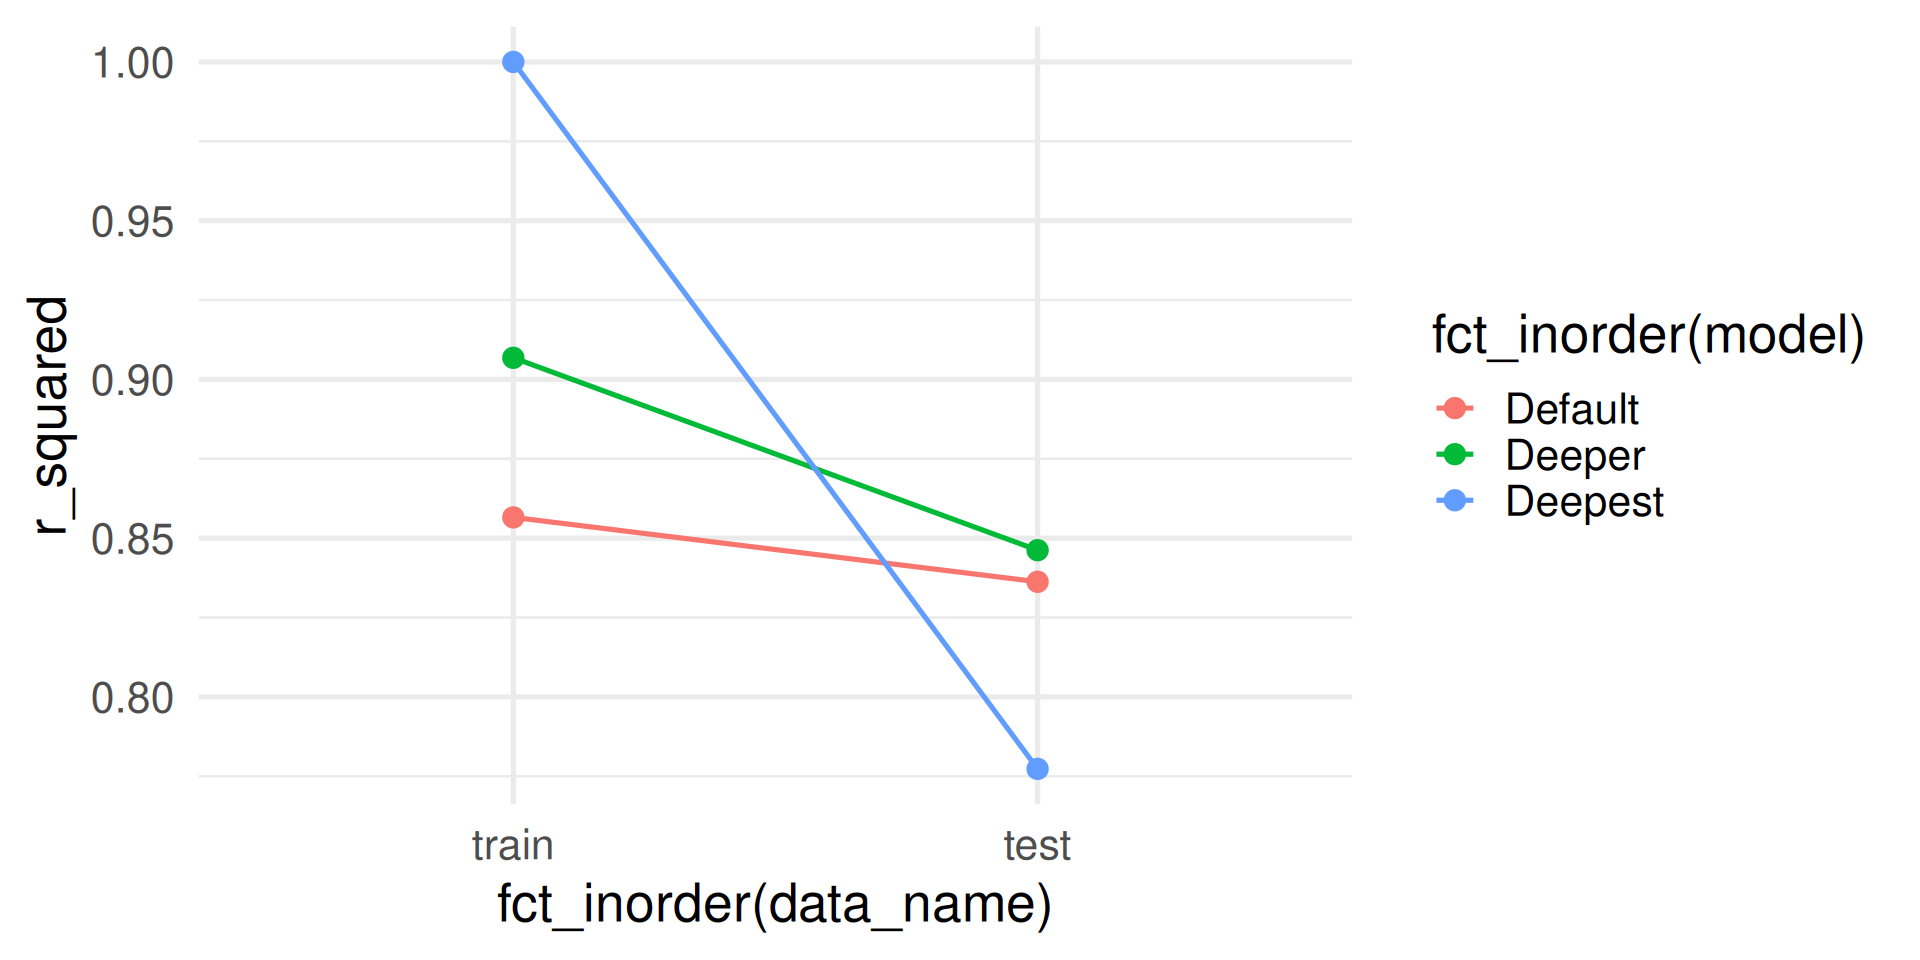 1.00
0.95
0.90
0.85
0.80
r_squared
train
test
fct_inorder(data_name)
fct_inorder(model)
Default
Deeper
Deepest